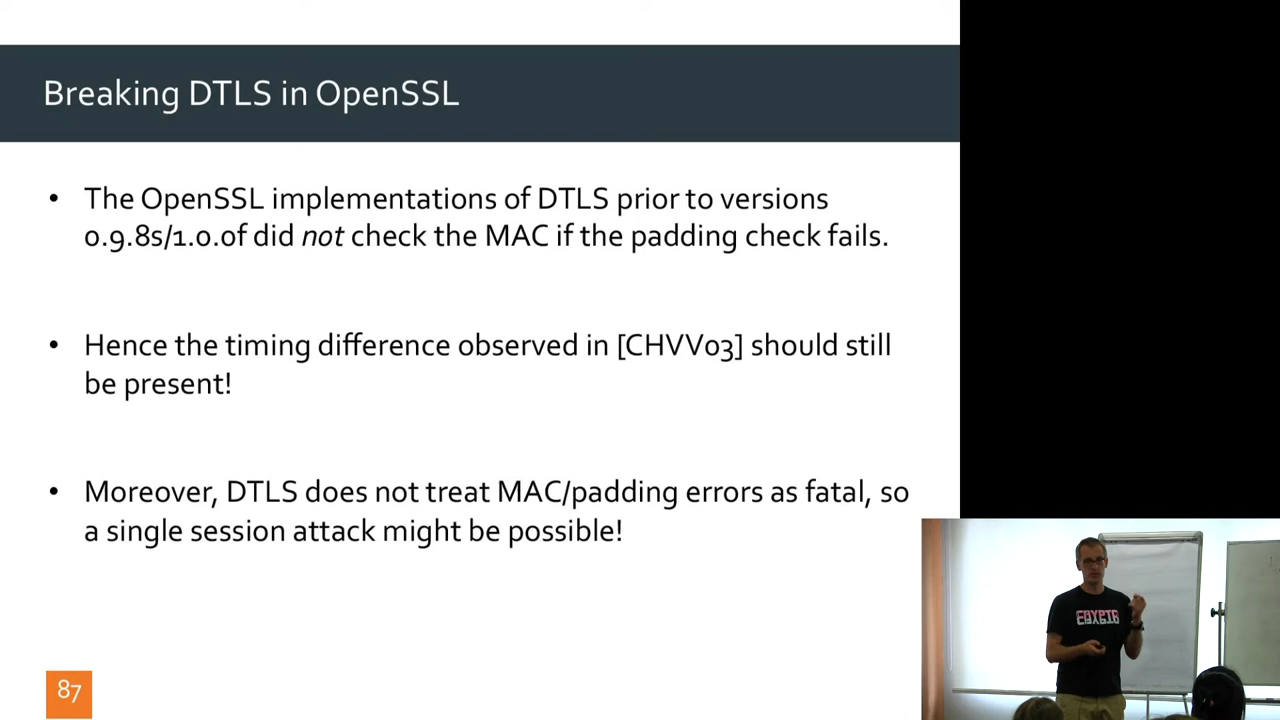 Breaking DTLS in OpenSSL
• The OpenSSL implementations of DTLS prior to versions
0.9.8s/1.0.0f did not check the MAC if the padding check fails.
• Hence the timing difference observed in [CHVV03] should still
be present!
• Moreover, DTLS does not treat MAC/padding errors as fatal, so
a single session attack might be possible!
87
CRYPTO